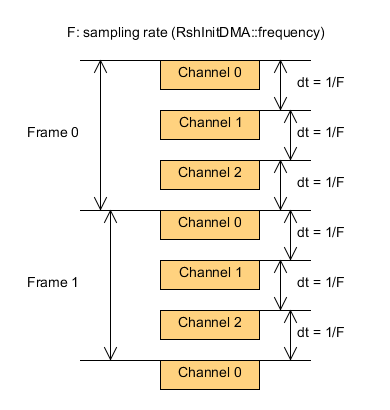 F: sampling rate (RshInitDMA::frequency)
Channel 0
dt = 1/F
Frame 0
Channel 1
dt = 1/F
Channel 2
dt = 1/F
Channel 0
dt = 1/F
Frame 1
Channel 1
dt = 1/F
Channel 2
dt = 1/F
Channel 0